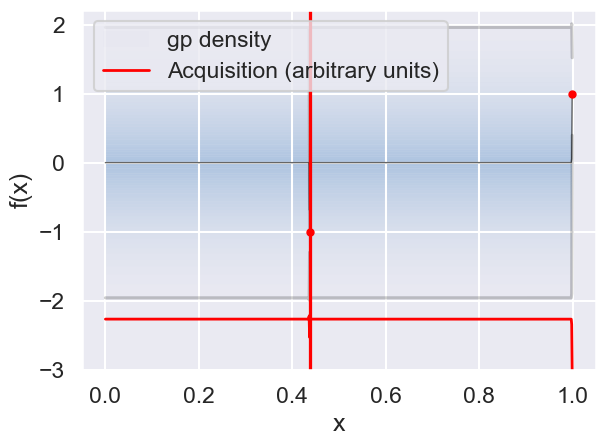 gp density
Acquisition (arbitrary units)
2
1
0
−1
−2
−3
f(x)
0.0 0.2 0.4 0.6 0.8 1.0
x